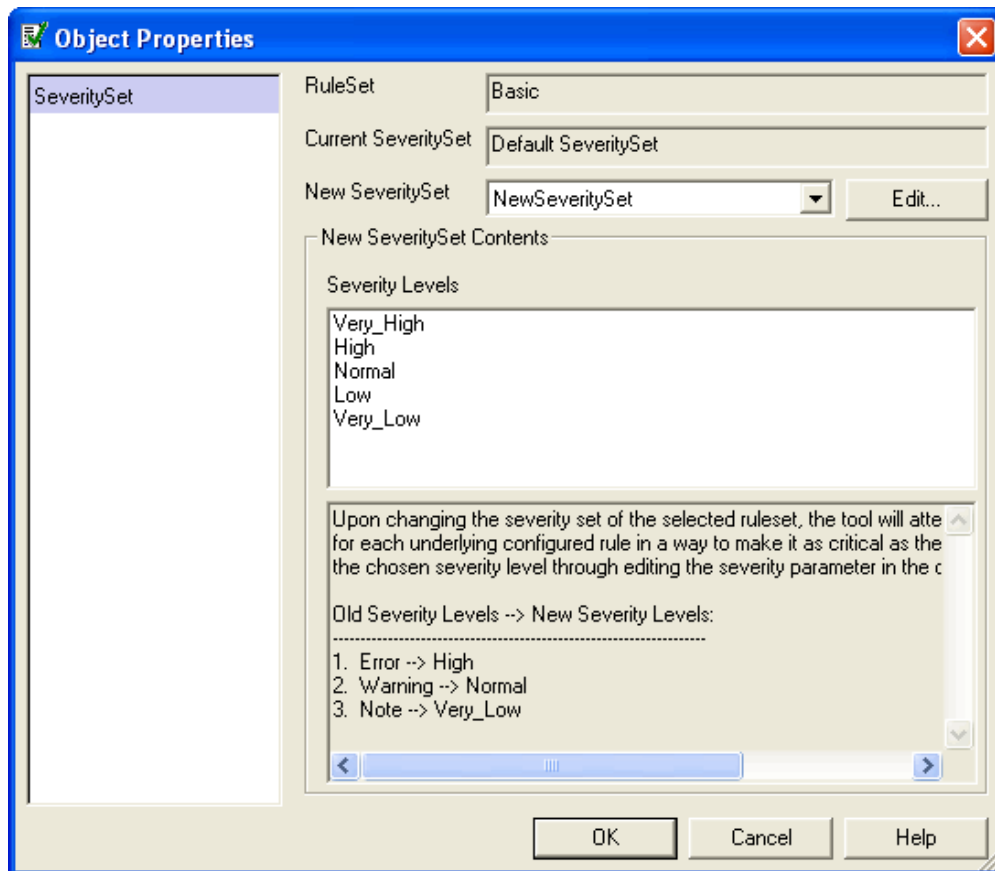 Object Properties
SeveritySet
RuleSet
Basic
Current SeveritySet
Default SeveritySet
New SeveritySet
NewSeveritySet
Edit...
New SeveritySet Contents
Severity Levels
Very_High
High
Normal
Low
Very_Low
Upon changing the severity set of the selected ruleset, the tool will atte
for each underlying configured rule in a way to make it as critical as the
the chosen severity level through editing the severity parameter in the c
Old Severity Levels --> New Severity Levels:
-----------------------------------------------------------------
1. Error --> High
2. Warning --> Normal
3. Note --> Very_Low
OK
Cancel
Help